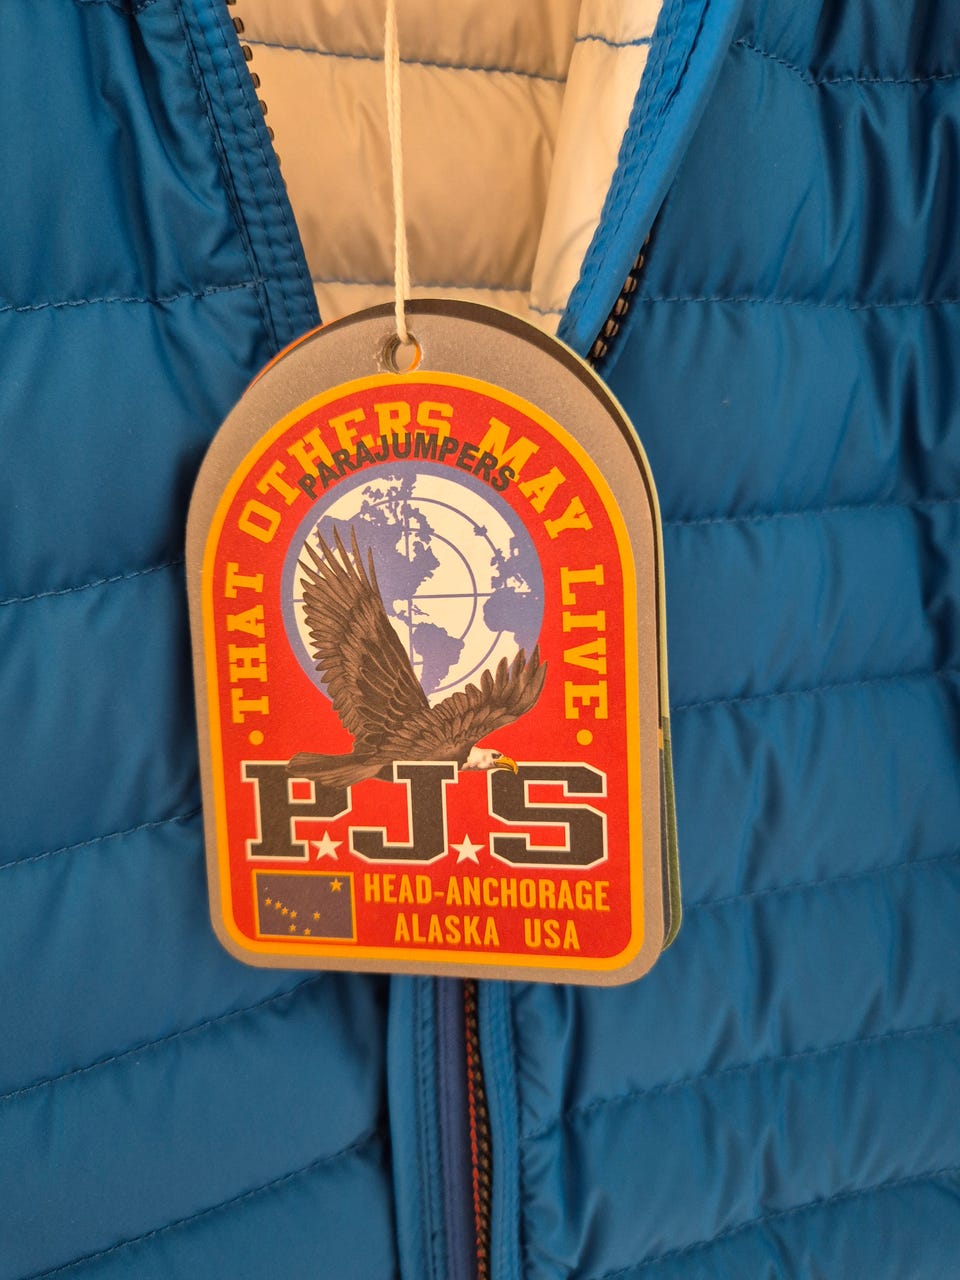 THAT OTHERS MAY LIVE
PARAJUMPERS
P.J.S
HEAD-ANCHORAGE
ALASKA USA